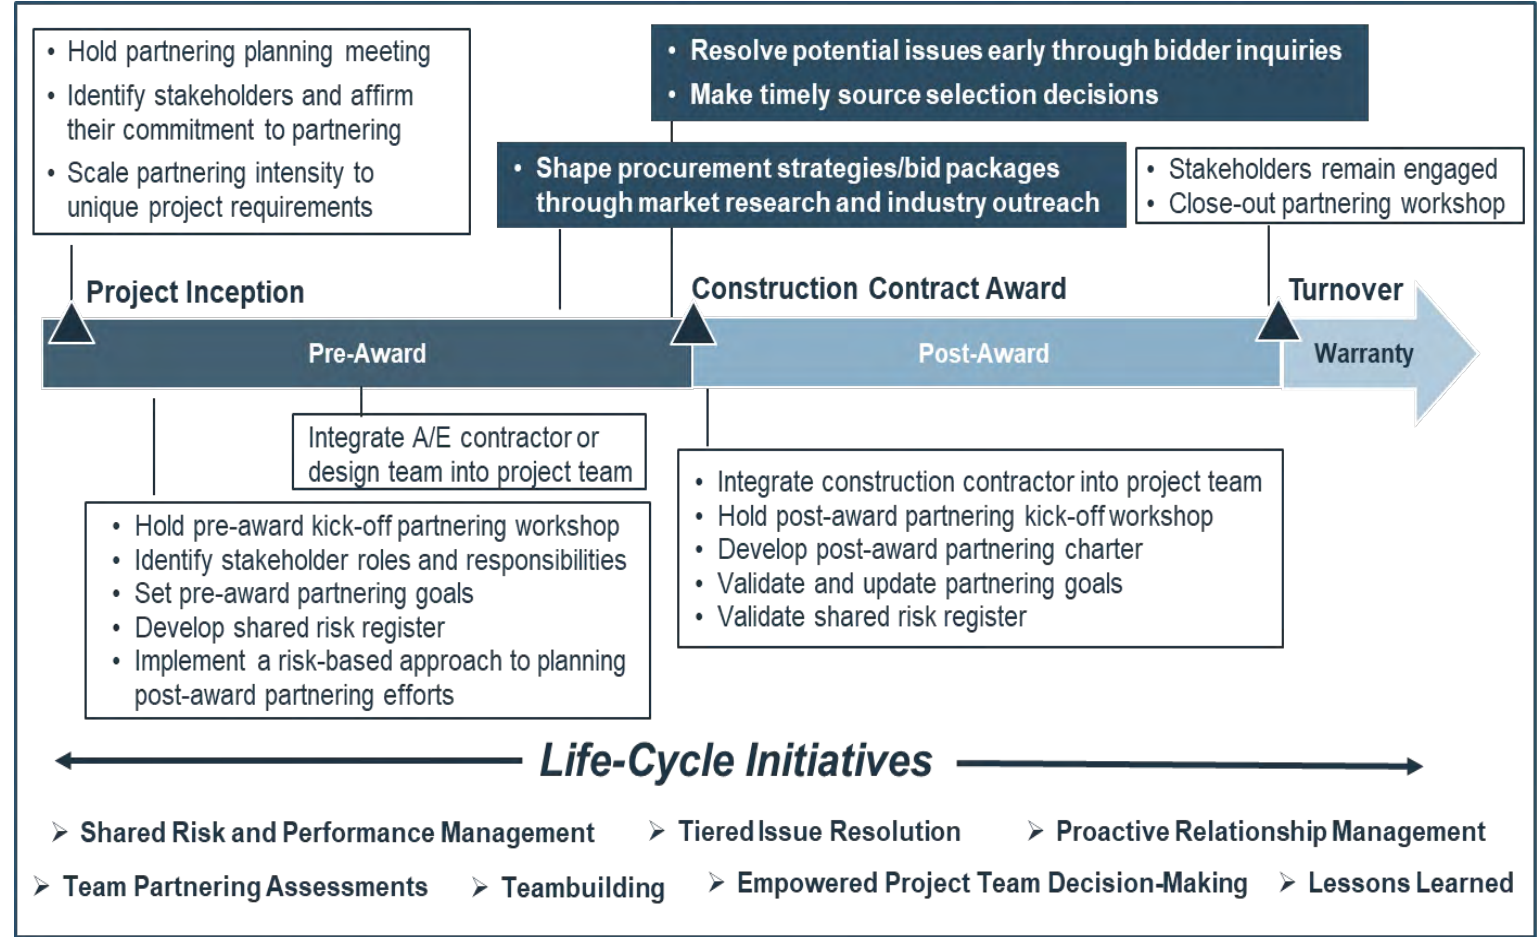 • Hold partnering planning meeting
• Identify stakeholders and affirm
their commitment to partnering
• Scale partnering intensity to
unique project requirements
• Resolve potential issues early through bidder inquiries
• Make timely source selection decisions
• Shape procurement strategies/bid packages
through market research and industry outreach
• Stakeholders remain engaged
• Close-out partnering workshop
Project Inception
Construction Contract Award
Turnover
Pre-Award
Post-Award
Warranty
Integrate A/E contractor or
design team into project team
• Hold pre-award kick-off partnering workshop
• Identify stakeholder roles and responsibilities
• Set pre-award partnering goals
• Develop shared risk register
• Implement a risk-based approach to planning
post-award partnering efforts
• Integrate construction contractor into project team
• Hold post-award partnering kick-off workshop
• Develop post-award partnering charter
• Validate and update partnering goals
• Validate shared risk register
Life-Cycle Initiatives
➢ Shared Risk and Performance Management
➢ Tiered Issue Resolution
➢ Proactive Relationship Management
➢ Team Partnering Assessments
➢ Teambuilding
➢ Empowered Project Team Decision-Making
➢ Lessons Learned